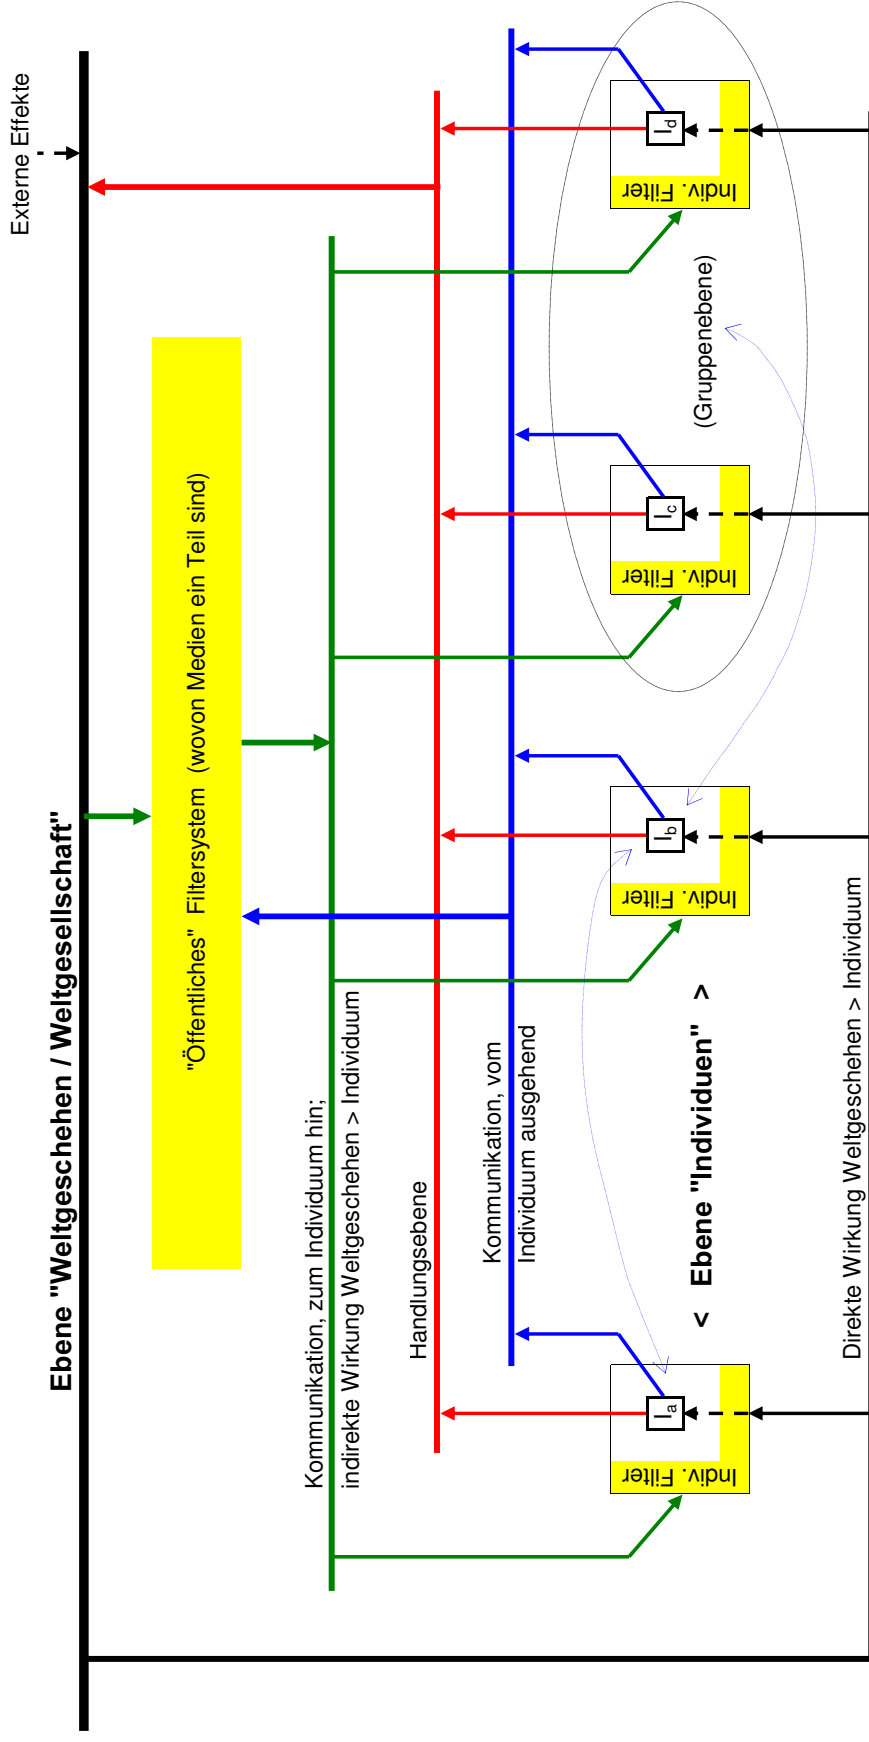 Externe Effekte
Ebene "Weltgeschehen / Weltgesellschaft"
"Öffentliches" Filtersystem (wovon Medien ein Teil sind)
Kommunikation, zum Individuum hin;
indirekte Wirkung Weltgeschehen > Individuum
Handlungsebene
Kommunikation, vom
Individuum ausgehend
Indiv. Filter
Ia
Indiv. Filter
Ib
Indiv. Filter
Ic
Indiv. Filter
Id
< Ebene "Individuen" >
(Gruppenebene)
Direkte Wirkung Weltgeschehen > Individuum